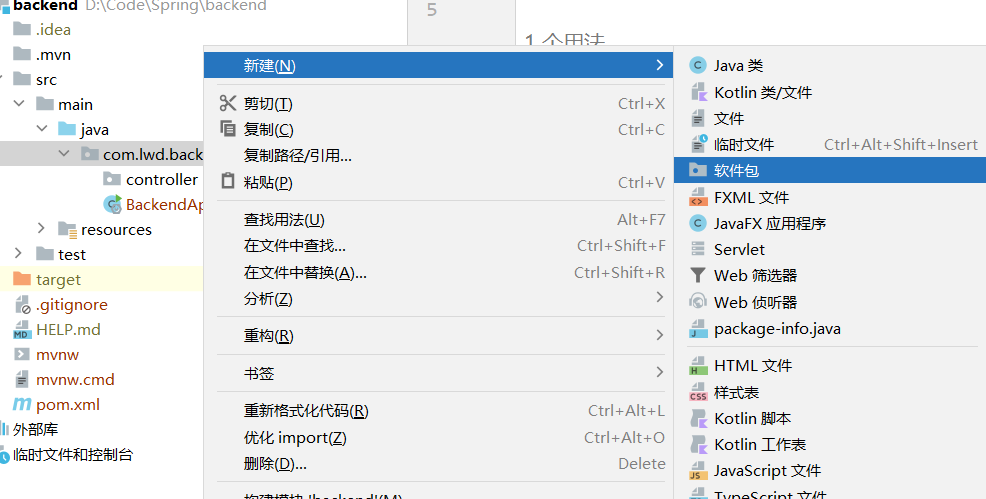 backend D:\Code\Spring\backend
.idea
.mvn
src
main
java
com.lwd.back
controller
BackendAp
resources
test
target
.gitignore
HELP.md
mvnw
mvnw.cmd
pom.xml
外部库
临时文件和控制台
5
1 个用法
新建(N)
剪切(T) Ctrl+X
复制(C) Ctrl+C
复制路径/引用...
粘贴(P) Ctrl+V
查找用法(U) Alt+F7
在文件中查找... Ctrl+Shift+F
在文件中替换(A)... Ctrl+Shift+R
分析(Z)
重构(R)
书签
重新格式化代码(R) Ctrl+Alt+L
优化 import(Z) Ctrl+Alt+O
删除(D)... Delete
构建模块 'backend'(M)
Java 类
Kotlin 类/文件
文件
临时文件 Ctrl+Alt+Shift+Insert
软件包
FXML 文件
JavaFX 应用程序
Servlet
Web 筛选器
Web 侦听器
package-info.java
HTML 文件
样式表
Kotlin 脚本
Kotlin 工作表
JavaScript 文件
TypeScript 文件